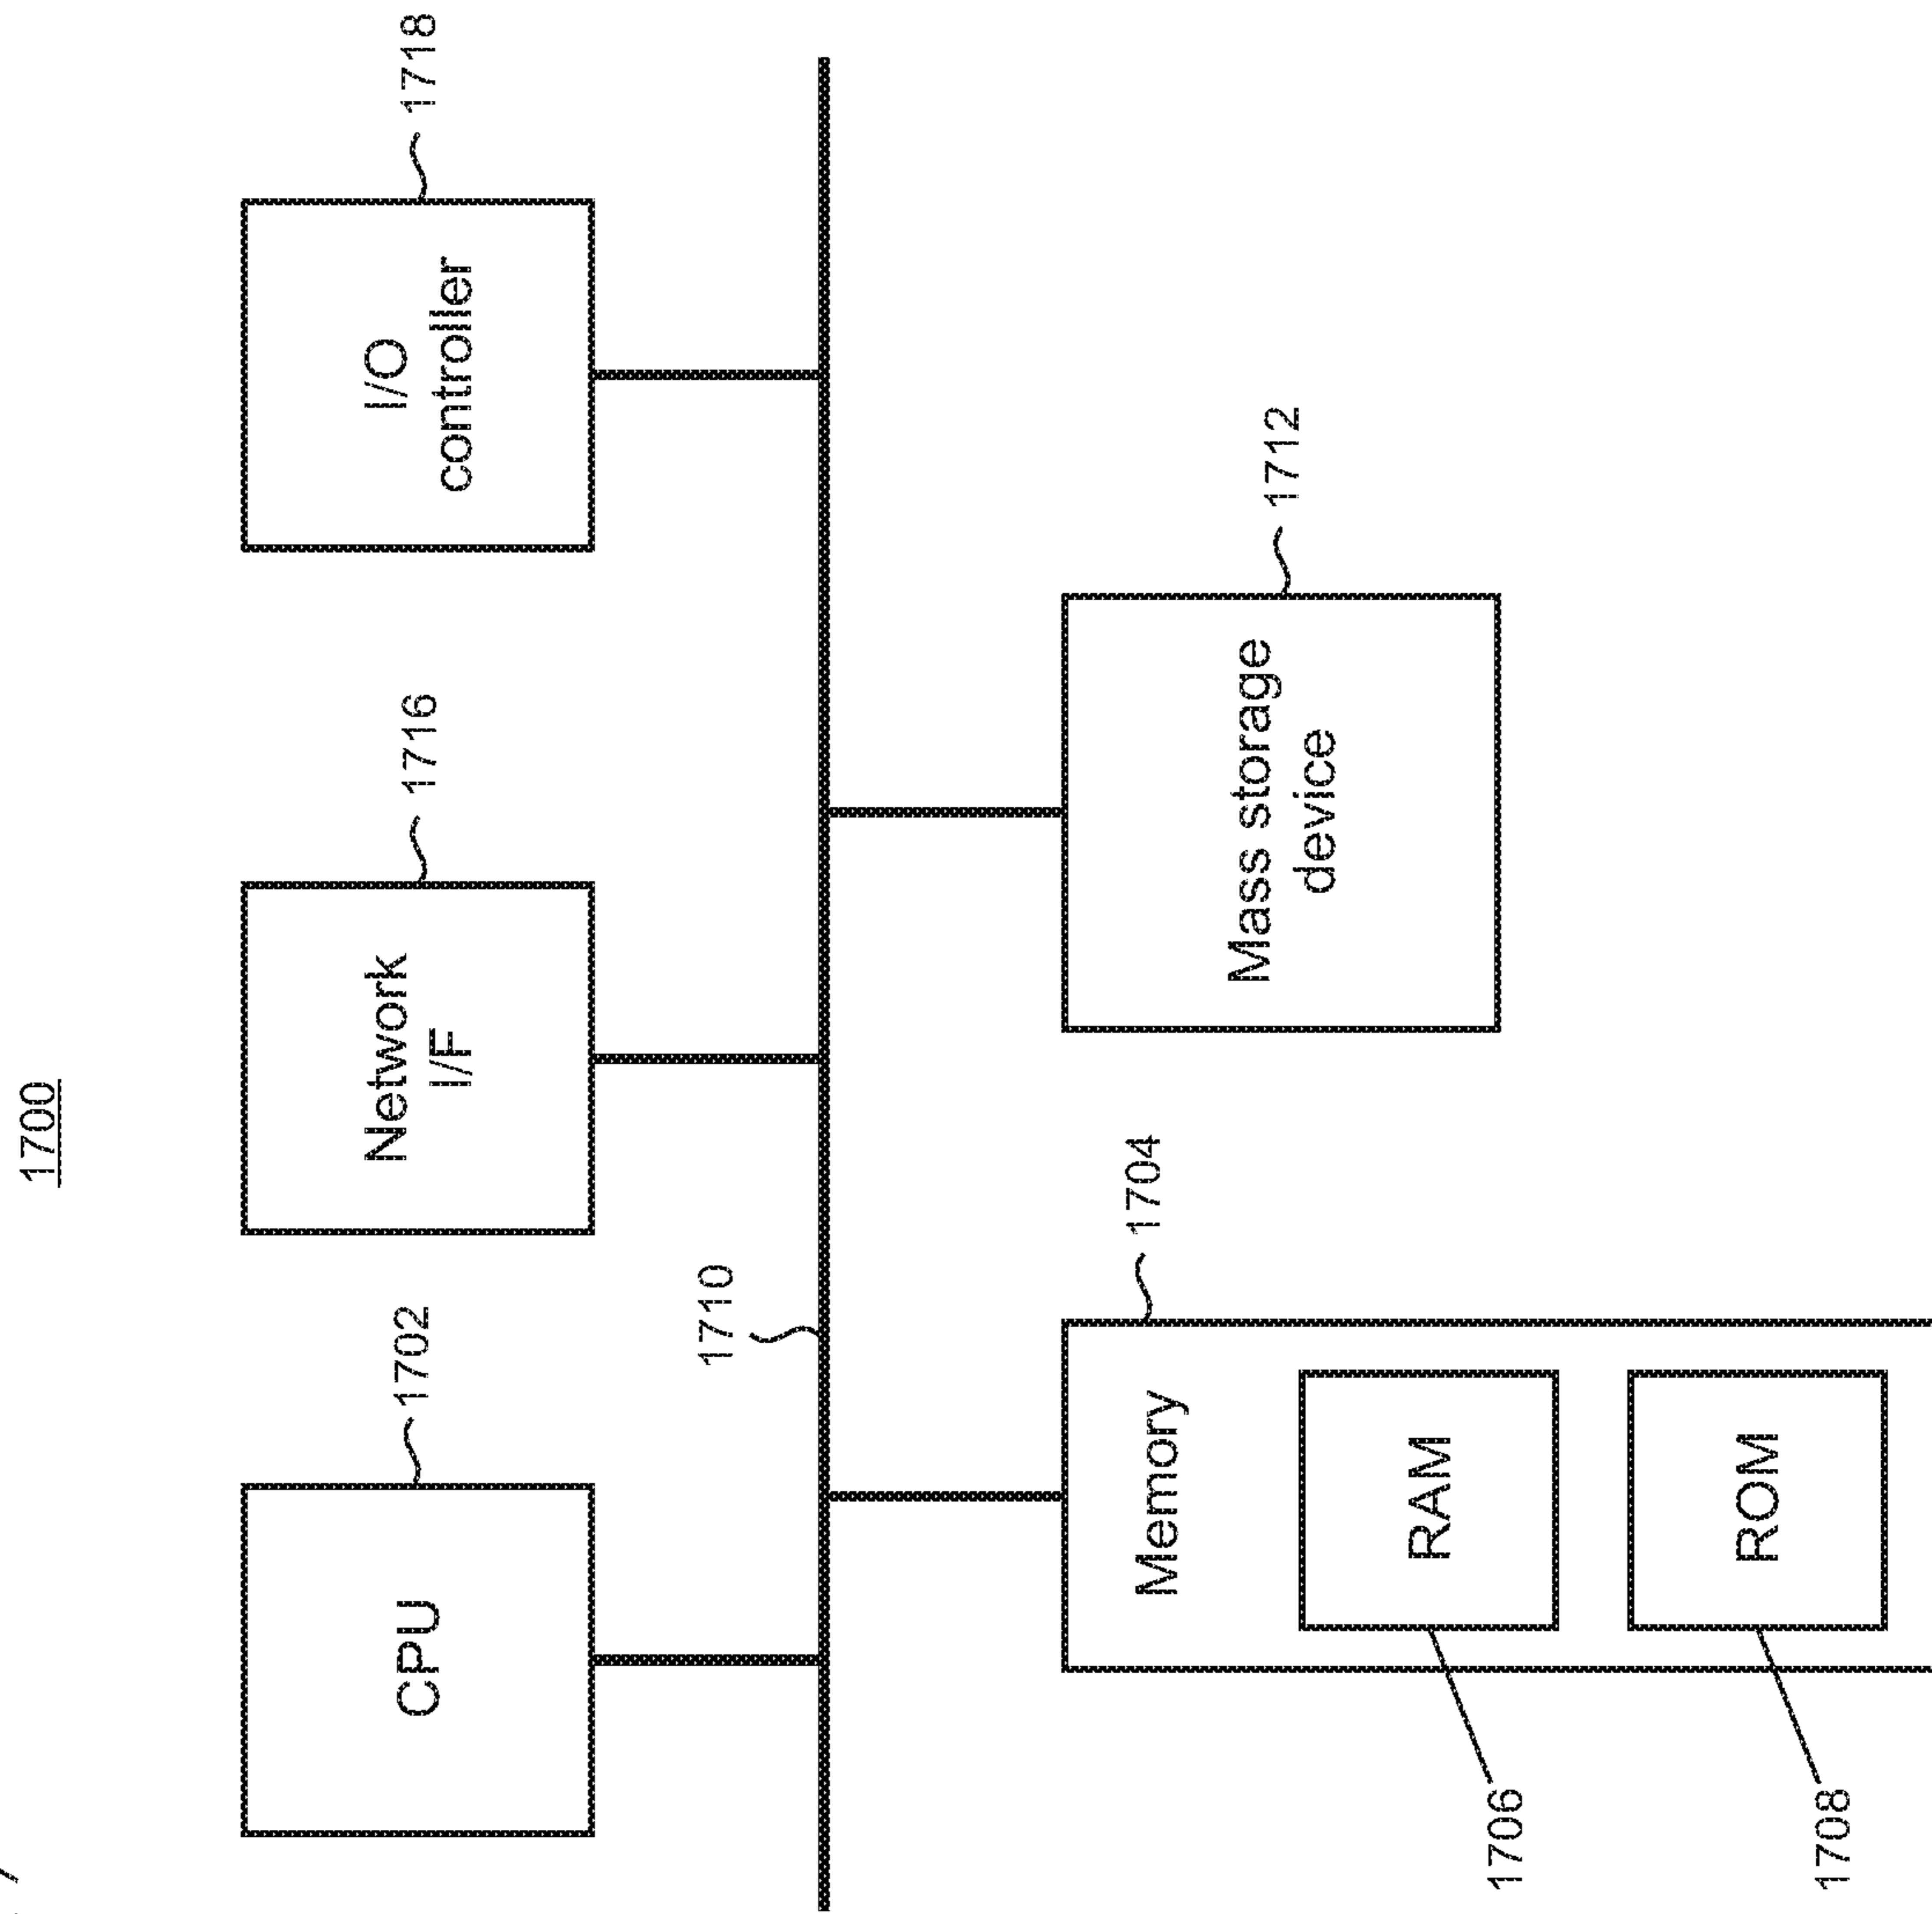 1700
CPU
1702
Network
I/F
1716
I/O
controller
1718
1710
Memory
1704
RAM
1706
ROM
1708
Mass storage
device
1712